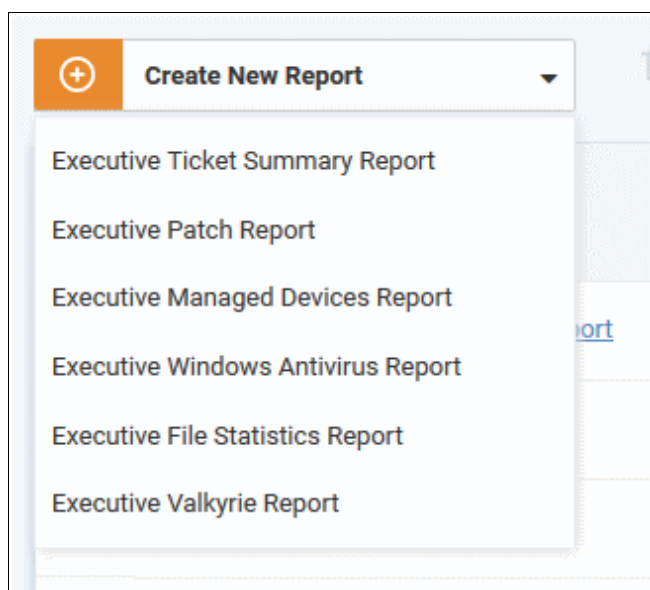 Create New Report
Executive Ticket Summary Report
Executive Patch Report
Executive Managed Devices Report
Executive Windows Antivirus Report
Executive File Statistics Report
Executive Valkyrie Report